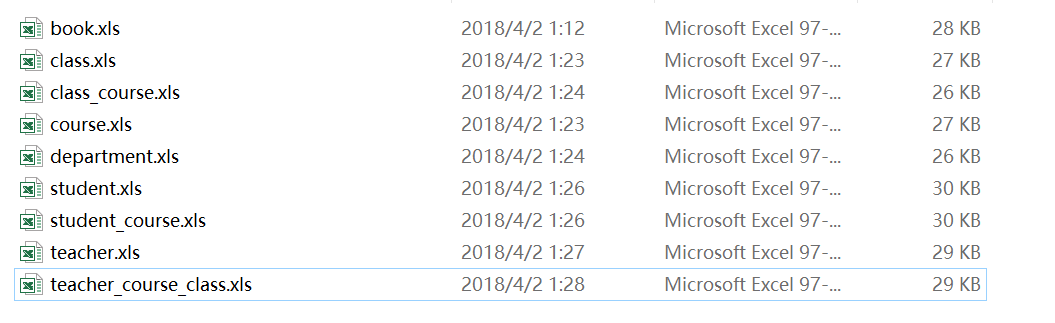 book.xls 2018/4/2 1:12 Microsoft Excel 97-... 28 KB
class.xls 2018/4/2 1:23 Microsoft Excel 97-... 27 KB
class_course.xls 2018/4/2 1:24 Microsoft Excel 97-... 26 KB
course.xls 2018/4/2 1:23 Microsoft Excel 97-... 27 KB
department.xls 2018/4/2 1:24 Microsoft Excel 97-... 26 KB
student.xls 2018/4/2 1:26 Microsoft Excel 97-... 30 KB
student_course.xls 2018/4/2 1:26 Microsoft Excel 97-... 30 KB
teacher.xls 2018/4/2 1:27 Microsoft Excel 97-... 29 KB
teacher_course_class.xls 2018/4/2 1:28 Microsoft Excel 97-... 29 KB